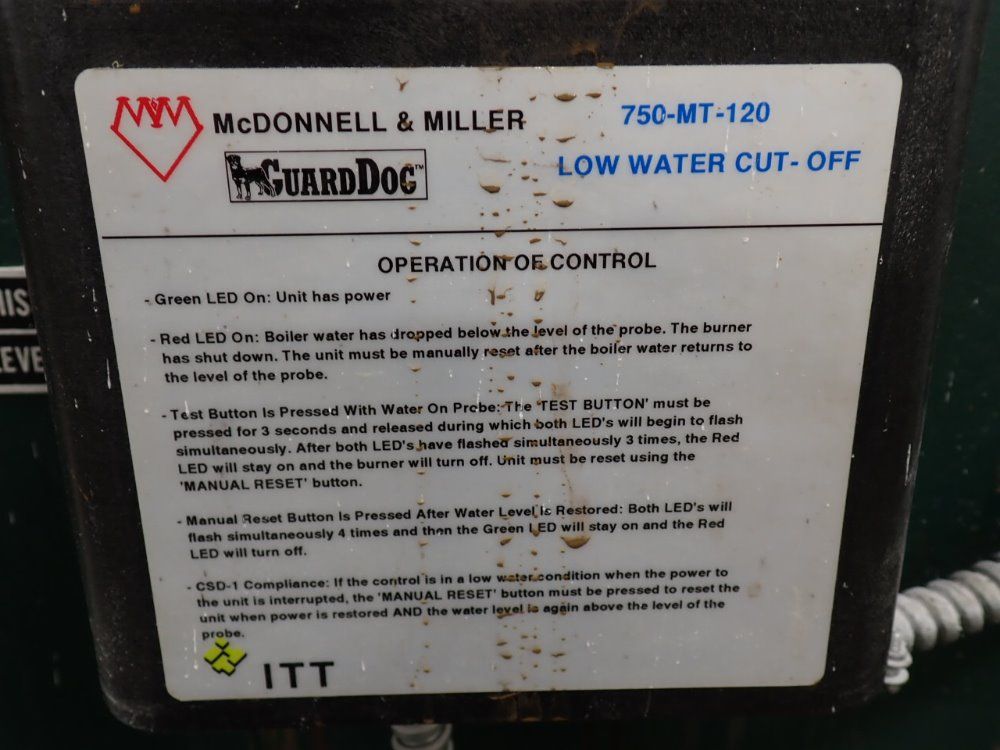 McDONNELL & MILLER
750-MT-120
GUARDDOG™
LOW WATER CUT-OFF
OPERATION OF CONTROL
- Green LED On: Unit has power
- Red LED On: Boiler water has dropped below the level of the probe. The burner
has shut down. The unit must be manually reset after the boiler water returns to
the level of the probe.
- Test Button Is Pressed With Water On Probe: The 'TEST BUTTON' must be
pressed for 3 seconds and released during which both LED's will begin to flash
simultaneously. After both LED's have flashed simultaneously 3 times, the Red
LED will stay on and the burner will turn off. Unit must be reset using the
'MANUAL RESET' button.
- Manual Reset Button Is Pressed After Water Level Is Restored: Both LED's will
flash simultaneously 4 times and then the Green LED will stay on and the Red
LED will turn off.
- CSD-1 Compliance: If the control is in a low water condition when the power to
the unit is interrupted, the 'MANUAL RESET' button must be pressed to reset the
unit when power is restored AND the water level is again above the level of the
probe.
ITT